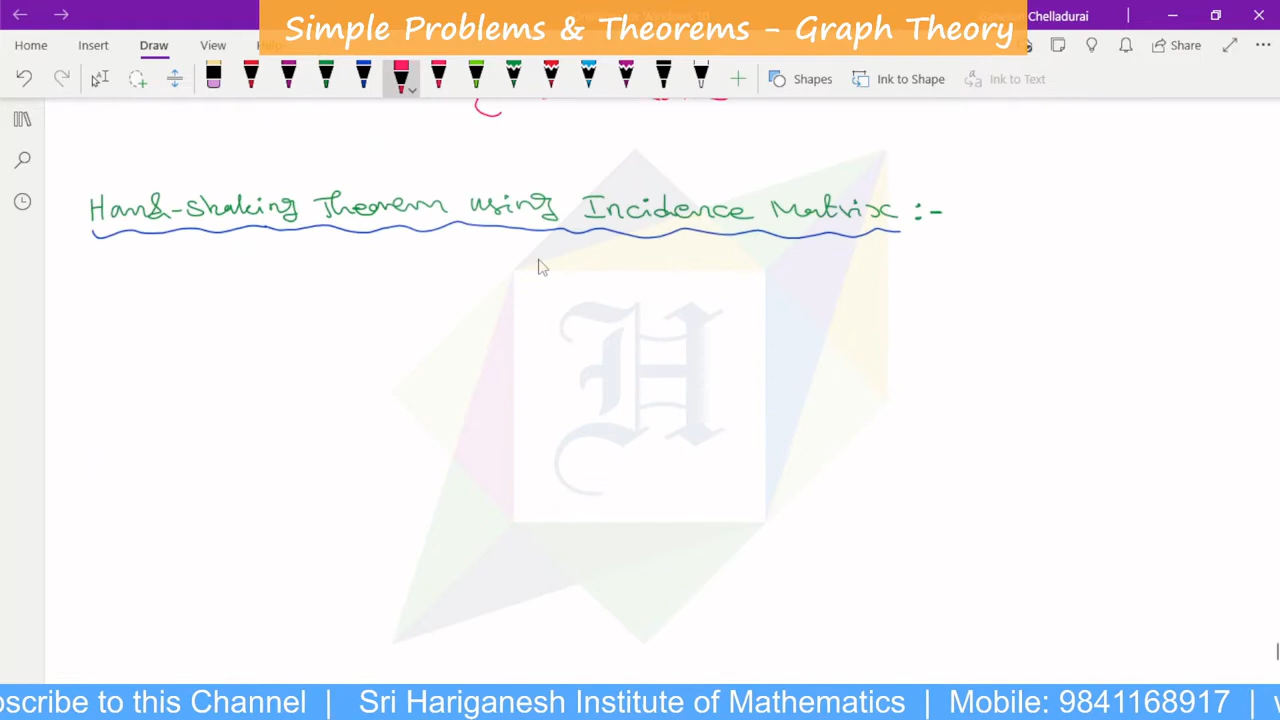 Simple Problems & Theorems - Graph Theory
Chelladurai
Home Insert Draw View
Share
Shapes Ink to Shape Ink to Text
Hand-Shaking Theorem using Incidence Matrix :-
H
bscribe to this Channel | Sri Hariganesh Institute of Mathematics | Mobile: 9841168917 |